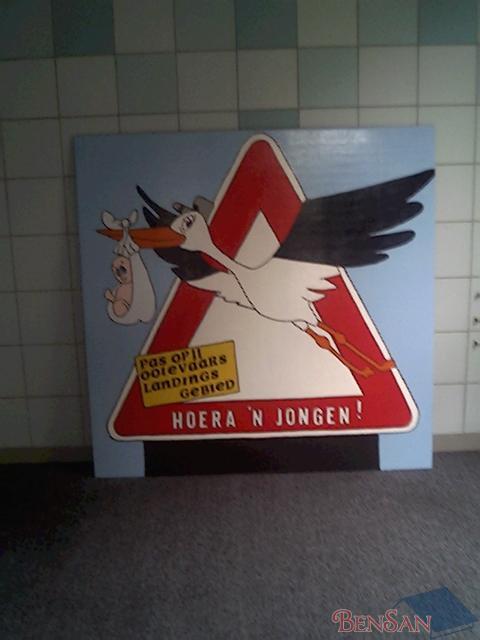 PAS OP!!
OOIEVAARS
LANDINGS
GEBIED
HOERA 'N JONGEN!
BENSAN